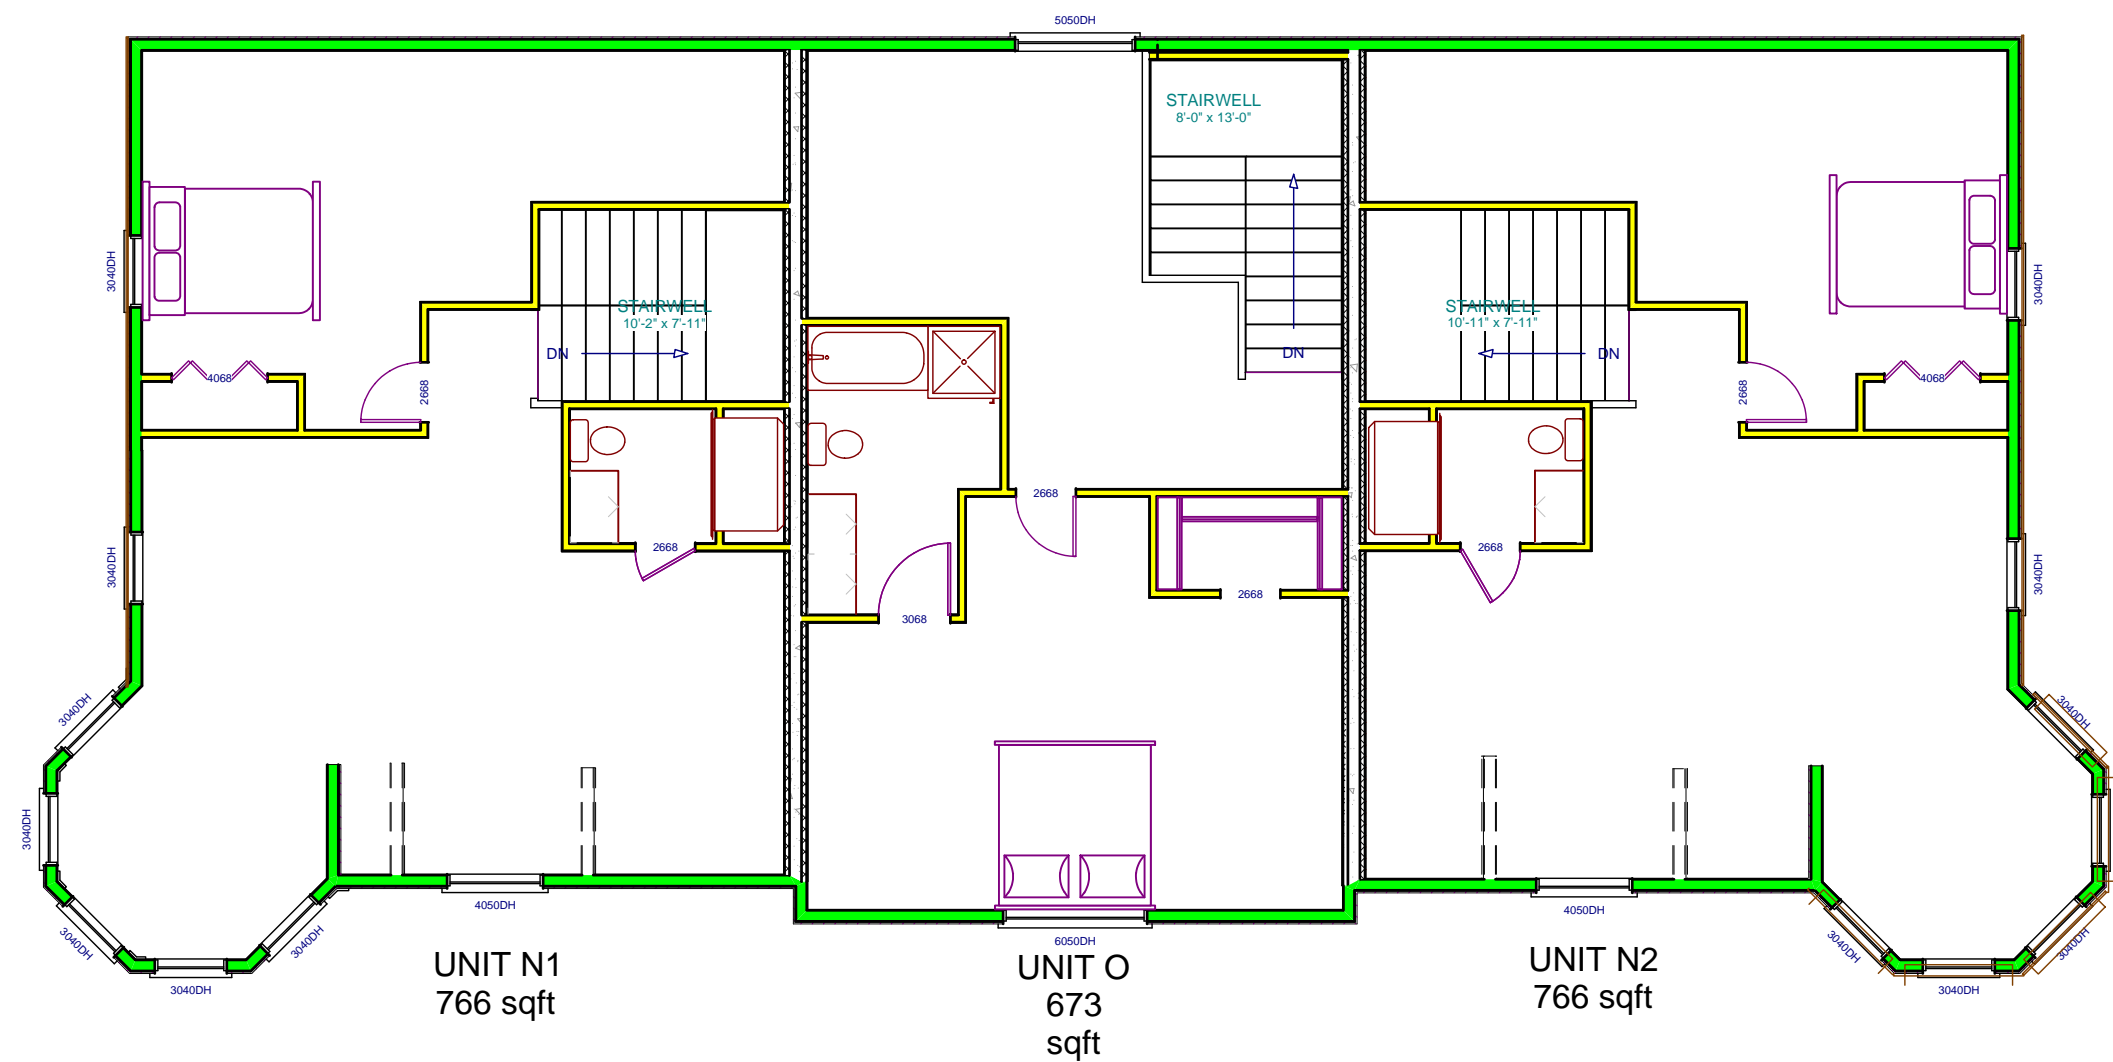 5050DH
STAIRWELL
8'-0" x 13'-0"
3040DH
3040DH
STAIRWELL
10'-2" x 7'-11"
STAIRWELL
10'-11" x 7'-11"
DN
DN
DN
4068
2668
2668
4068
2668
3040DH
2668
2668
3040DH
2668
3068
3040DH
3040DH
3040DH
3040DH
4050DH
4050DH
3040DH
3040DH
6050DH
3040DH
3040DH
3040DH
3040DH
UNIT N1
766 sqft
UNIT O
673
sqft
UNIT N2
766 sqft